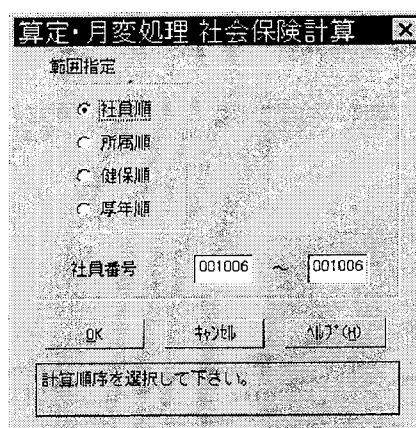 算定・月変処理 社会保険計算
範囲指定
社員順
所属順
健保順
厚年順
社員番号 001006 ～ 001006
OK ｷｬﾝｾﾙ ﾍﾙﾌﾟ(H)
計算順序を選択して下さい。